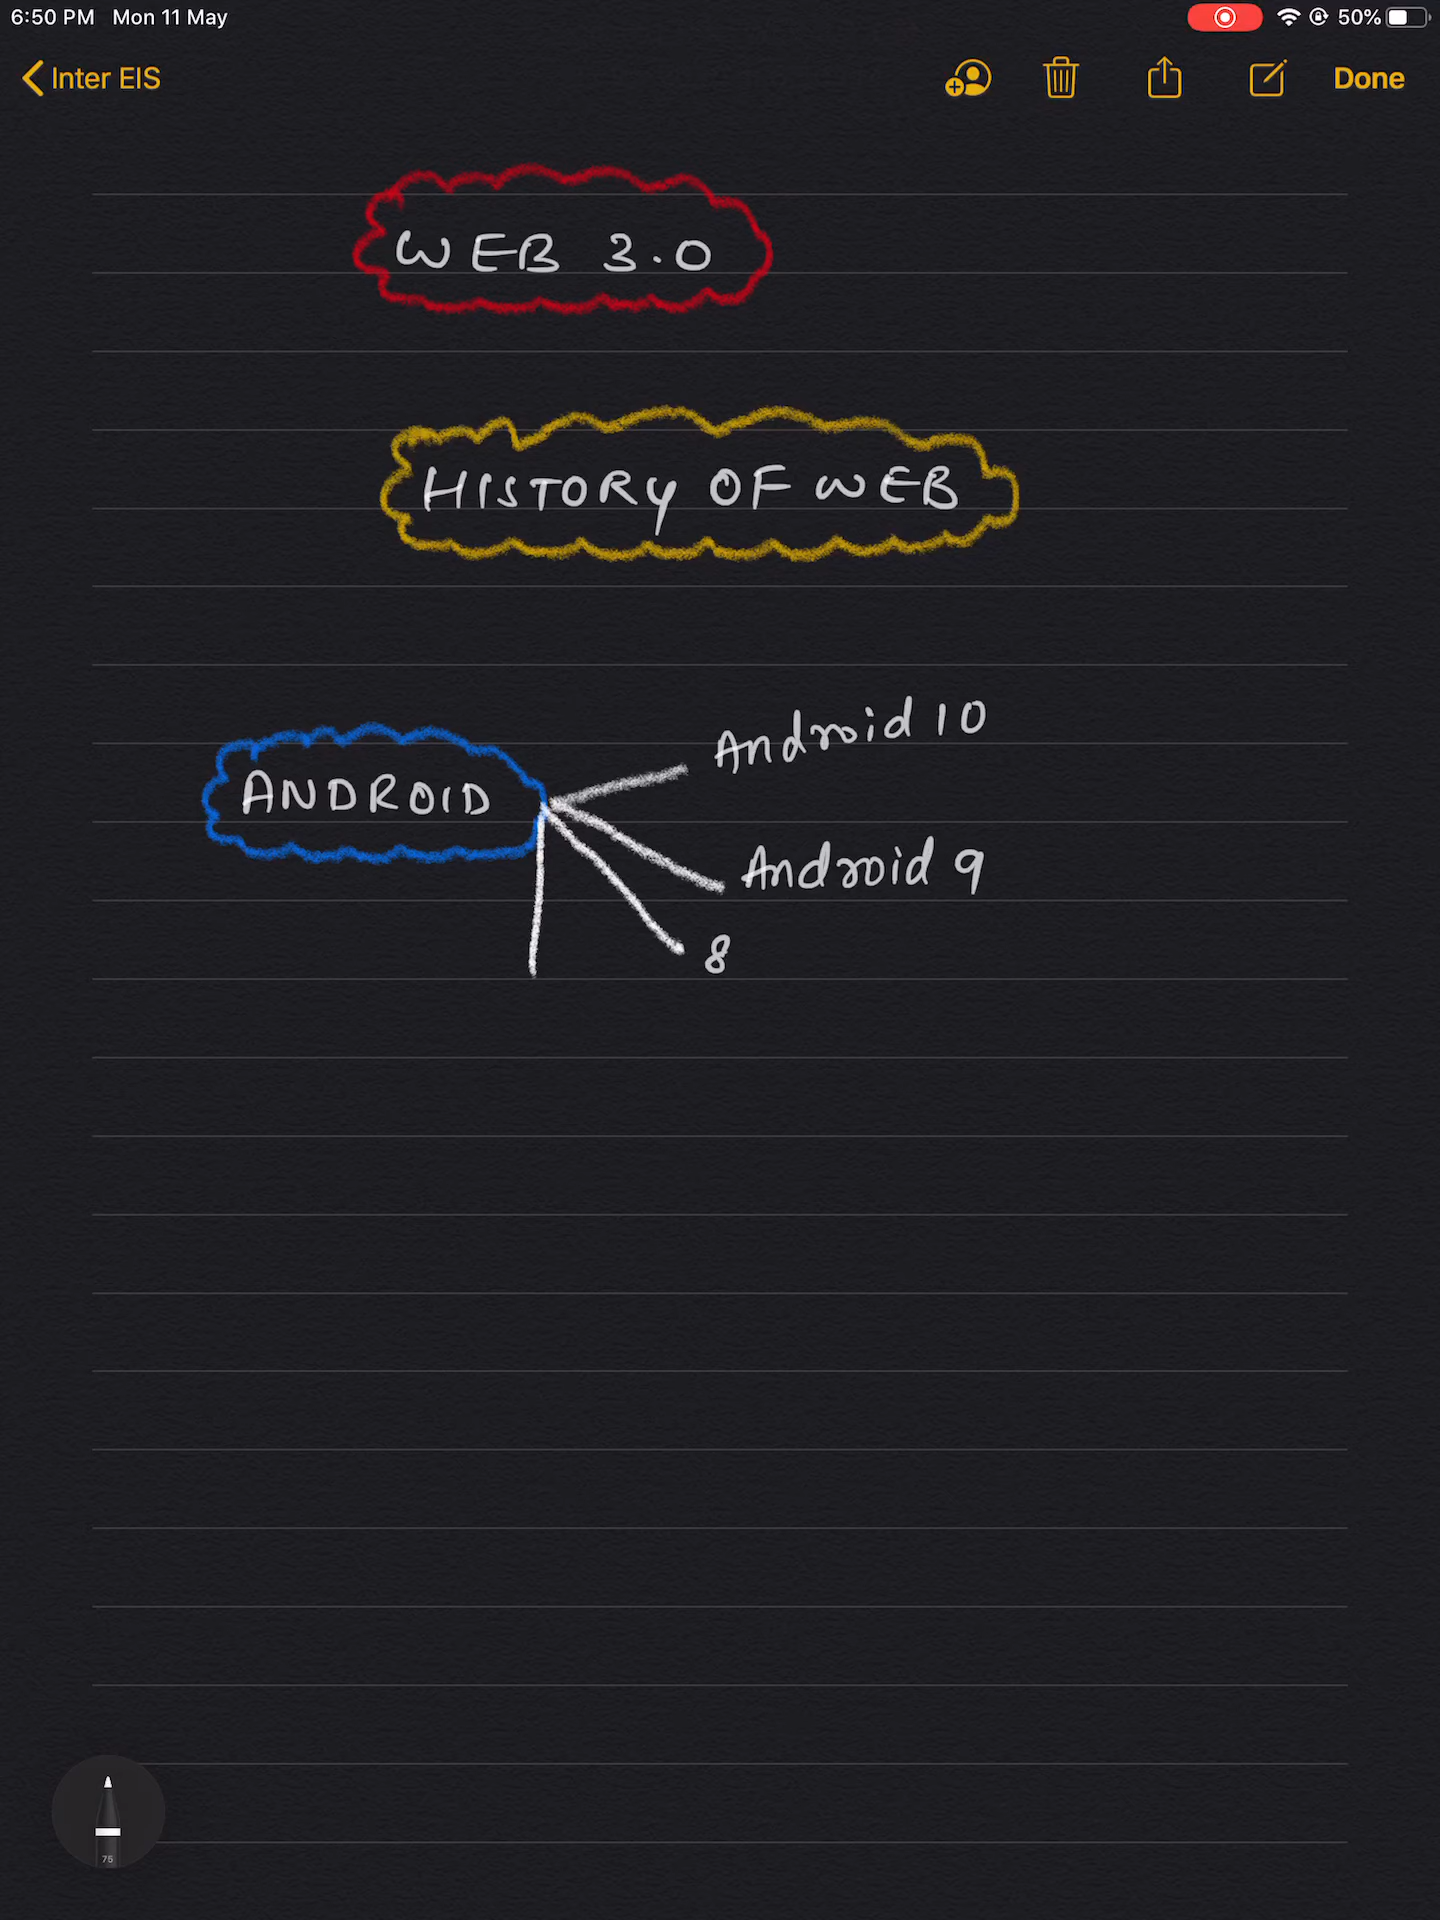 6:50 PM Mon 11 May 50%
Inter EIS Done
WEB 3.0
HISTORY OF WEB
Android 10
ANDROID
Android 9
8
75